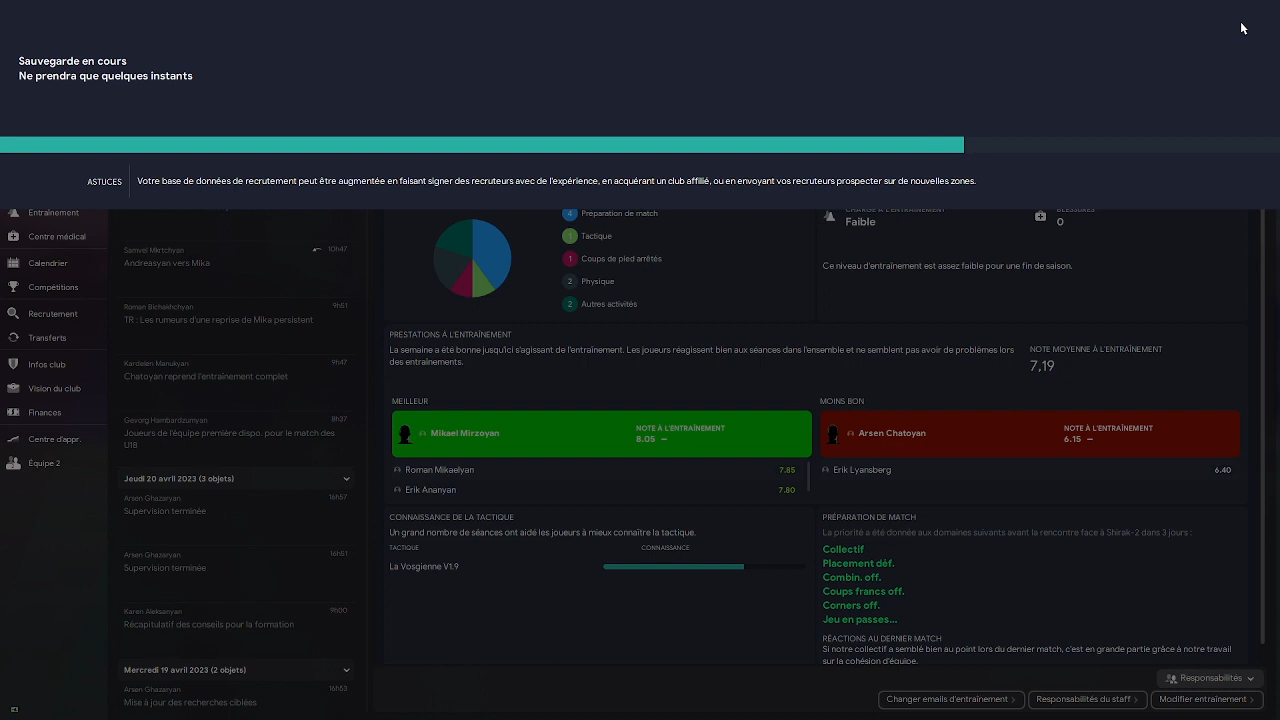 Sauvegarde en cours
Ne prendra que quelques instants
ASTUCES
Votre base de données de recrutement peut être augmentée en faisant signer des recruteurs avec de l'expérience, en acquérant un club affilié, ou en envoyant vos recruteurs prospecter sur de nouvelles zones.
Entraînement
Centre médical
Calendrier
Compétitions
Recrutement
Transferts
Infos club
Vision du club
Finances
Centre d'appr.
Équipe 2
Samvel Mkrtchyan
10h47
Andreasyan vers Mika
Roman Bichakhchyan
9h51
TR : Les rumeurs d'une reprise de Mika persistent
Kardelen Manukyan
9h47
Chatoyan reprend l'entraînement complet
Gevorg Hambardzumyan
8h37
Joueurs de l'équipe première dispo. pour le match des
U18
Jeudi 20 avril 2023 (3 objets)
Arsen Ghazaryan
16h57
Supervision terminée
Arsen Ghazaryan
16h51
Supervision terminée
Karen Aleksanyan
9h00
Récapitulatif des conseils pour la formation
Mercredi 19 avril 2023 (2 objets)
Arsen Ghazaryan
16h53
Mise à jour des recherches ciblées
4 Préparation de match
1 Tactique
1 Coups de pied arrêtés
2 Physique
2 Autres activités
CHARGE À L'ENTRAÎNEMENT
Faible
BLESSURES
0
Ce niveau d'entraînement est assez faible pour une fin de saison.
PRESTATIONS À L'ENTRAÎNEMENT
La semaine a été bonne jusqu'ici s'agissant de l'entraînement. Les joueurs réagissent bien aux séances dans l'ensemble et ne semblent pas avoir de problèmes lors
des entraînements.
NOTE MOYENNE À L'ENTRAÎNEMENT
7,19
MEILLEUR
Mikael Mirzoyan
NOTE À L'ENTRAÎNEMENT
8.05 –
Roman Mikaelyan 7.85
Erik Ananyan 7.80
MOINS BON
Arsen Chatoyan
NOTE À L'ENTRAÎNEMENT
6.15 –
Erik Lyansberg 6.40
CONNAISSANCE DE LA TACTIQUE
Un grand nombre de séances ont aidé les joueurs à mieux connaître la tactique.
TACTIQUE CONNAISSANCE
La Vosgienne V1.9
PRÉPARATION DE MATCH
La priorité a été donnée aux domaines suivants avant la rencontre face à Shirak-2 dans 3 jours :
Collectif
Placement déf.
Combin. off.
Coups francs off.
Corners off.
Jeu en passes...
RÉACTIONS AU DERNIER MATCH
Si notre collectif a semblé bien au point lors du dernier match, c'est en grande partie grâce à notre travail
sur la cohésion d'équipe.
Responsabilités
Changer emails d'entraînement
Responsabilités du staff
Modifier entraînement